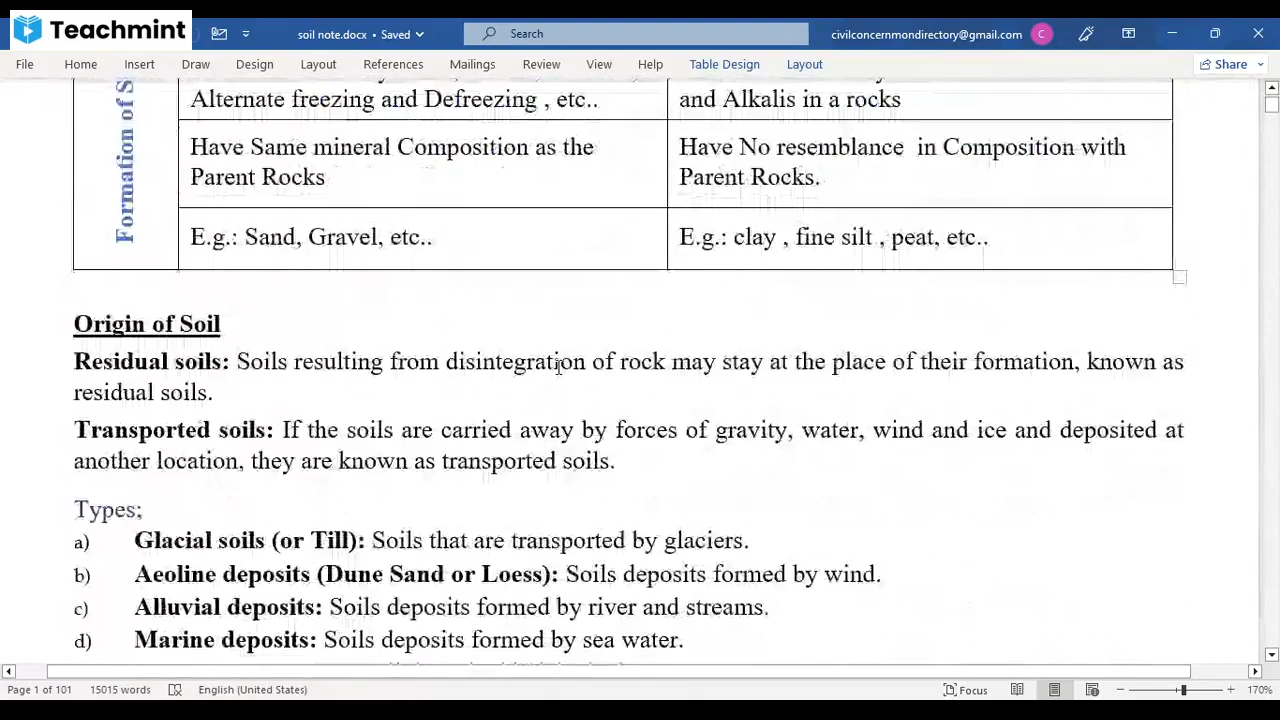 Teachmint
soil note.docx • Saved
Search
civilconcernmondirectory@gmail.com
C
File Home Insert Draw Design Layout References Mailings Review View Help Table Design Layout Share
Formation of S
Alternate freezing and Defreezing , etc..
and Alkalis in a rocks
Have Same mineral Composition as the
Parent Rocks
Have No resemblance in Composition with
Parent Rocks.
E.g.: Sand, Gravel, etc..
E.g.: clay , fine silt , peat, etc..
Origin of Soil
Residual soils: Soils resulting from disintegration of rock may stay at the place of their formation, known as
residual soils.
Transported soils: If the soils are carried away by forces of gravity, water, wind and ice and deposited at
another location, they are known as transported soils.
Types;
a) Glacial soils (or Till): Soils that are transported by glaciers.
b) Aeoline deposits (Dune Sand or Loess): Soils deposits formed by wind.
c) Alluvial deposits: Soils deposits formed by river and streams.
d) Marine deposits: Soils deposits formed by sea water.
Page 1 of 101 15015 words English (United States) Focus 170%